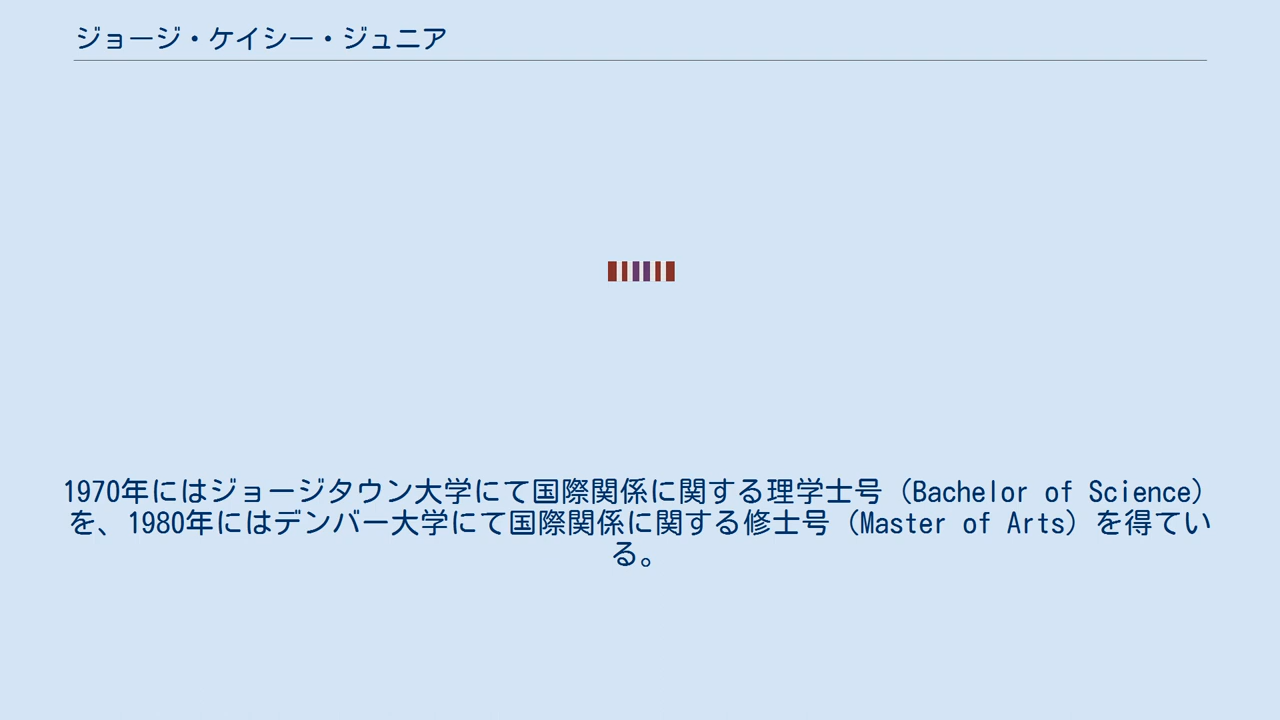 ジョージ・ケイシー・ジュニア
1970年にはジョージタウン大学にて国際関係に関する理学士号（Bachelor of Science）
を、1980年にはデンバー大学にて国際関係に関する修士号（Master of Arts）を得てい
る。